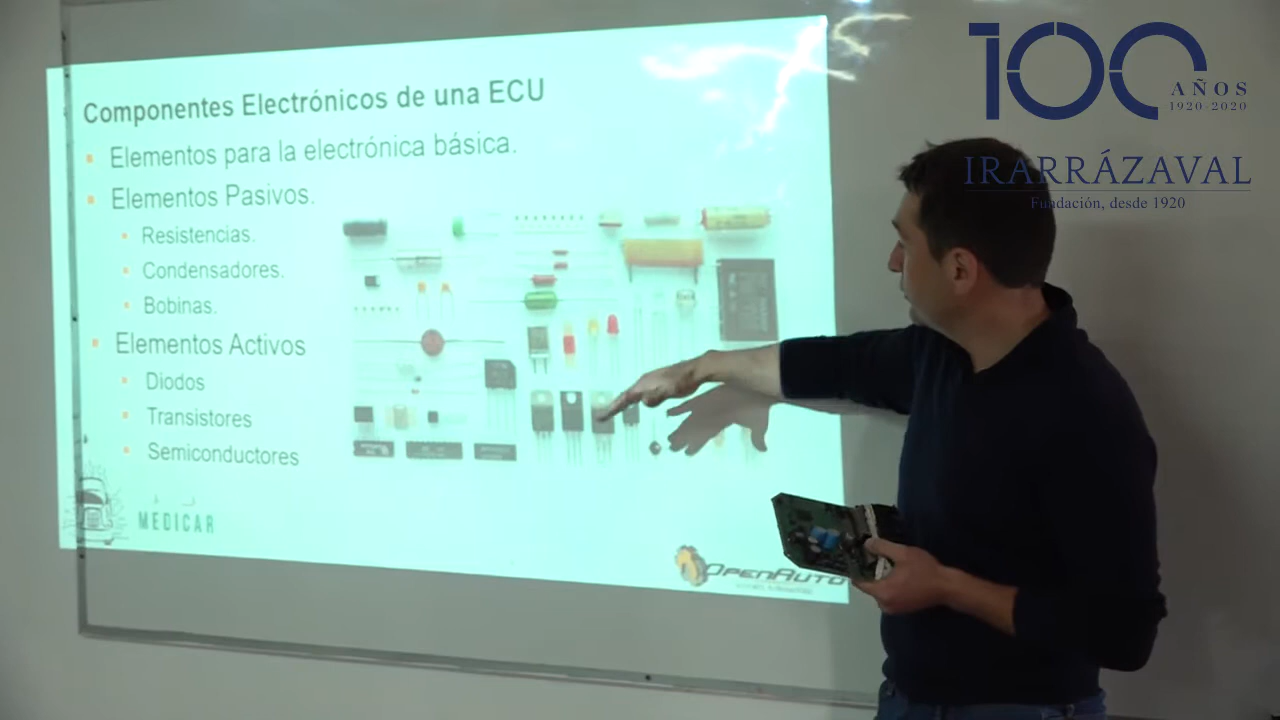 Componentes Electrónicos de una ECU
Elementos para la electrónica básica.
Elementos Pasivos.
Resistencias.
Condensadores.
Bobinas.
Elementos Activos
Diodos
Transistores
Semiconductores
MEDICAR
OPENAUTO
100
AÑOS
1920-2020
IRARRÁZAVAL
Fundación, desde 1920